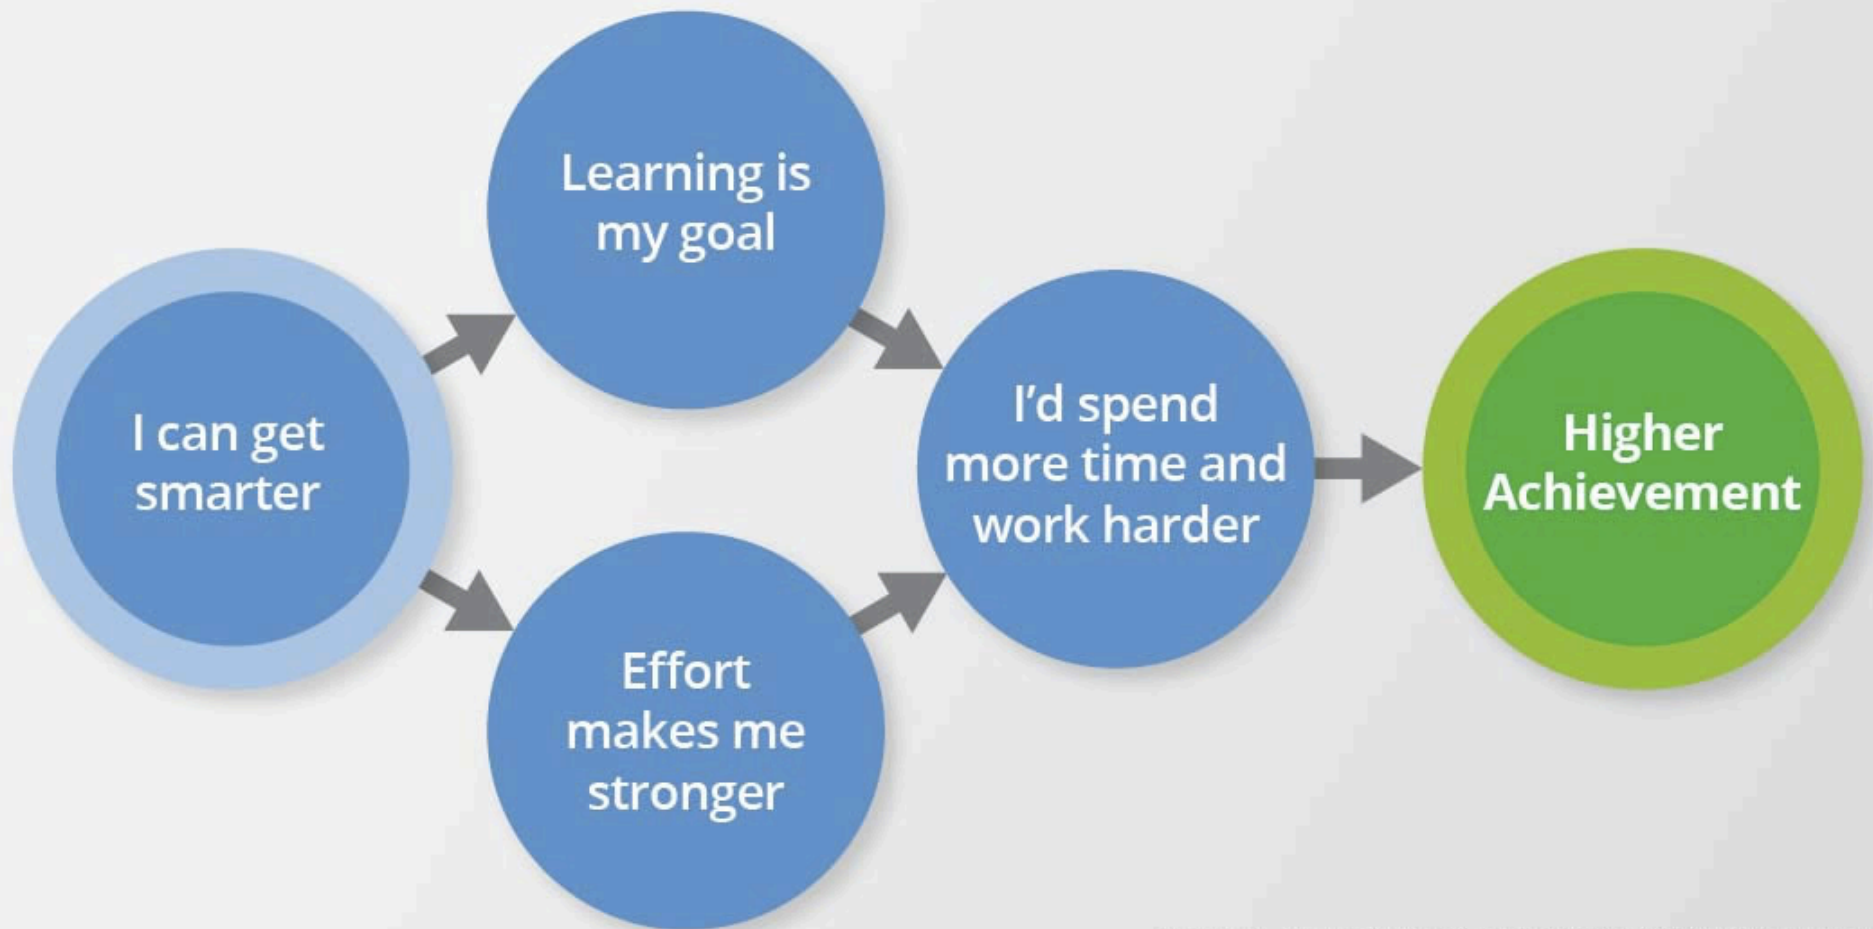 Learning is
my goal
I can get
smarter
I’d spend
more time and
work harder
Higher
Achievement
Effort
makes me
stronger